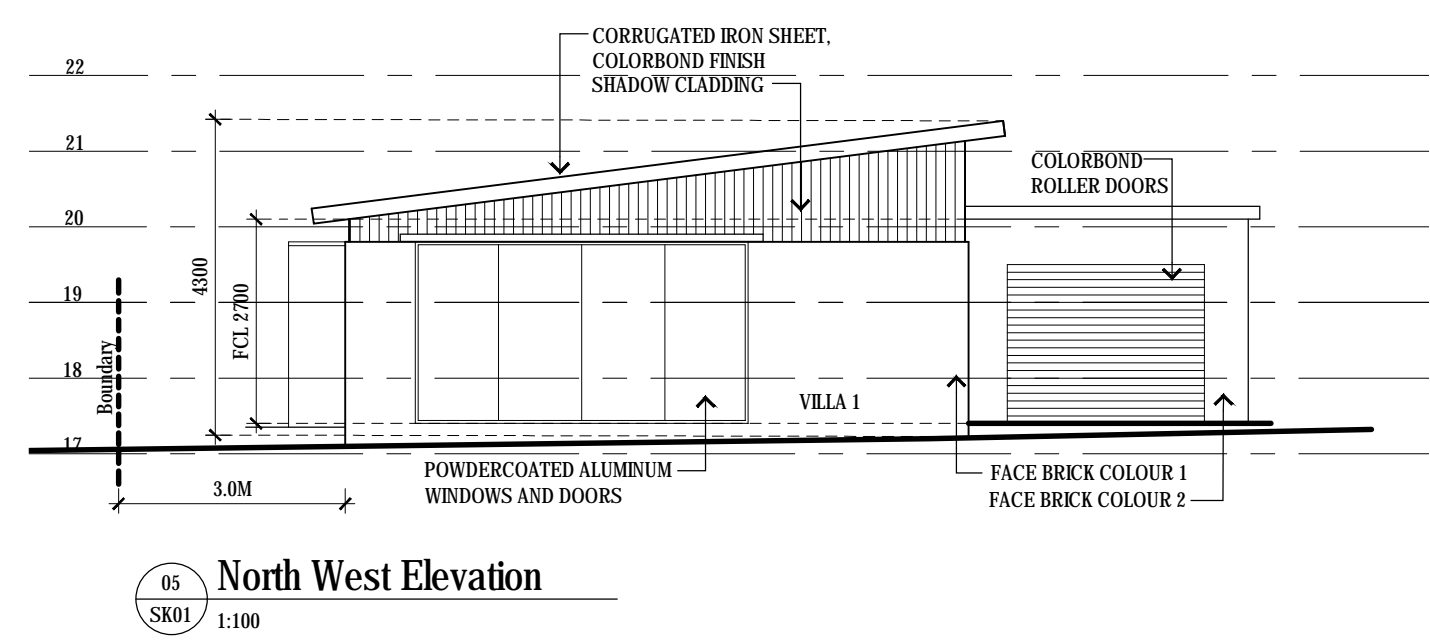 CORRUGATED IRON SHEET,
COLORBOND FINISH
SHADOW CLADDING
22
21
20
19
18
17
COLORBOND
ROLLER DOORS
4300
FCL 2700
Boundary
VILLA 1
3.0M
POWDERCOATED ALUMINUM
WINDOWS AND DOORS
FACE BRICK COLOUR 1
FACE BRICK COLOUR 2
05
SK01
North West Elevation
1:100